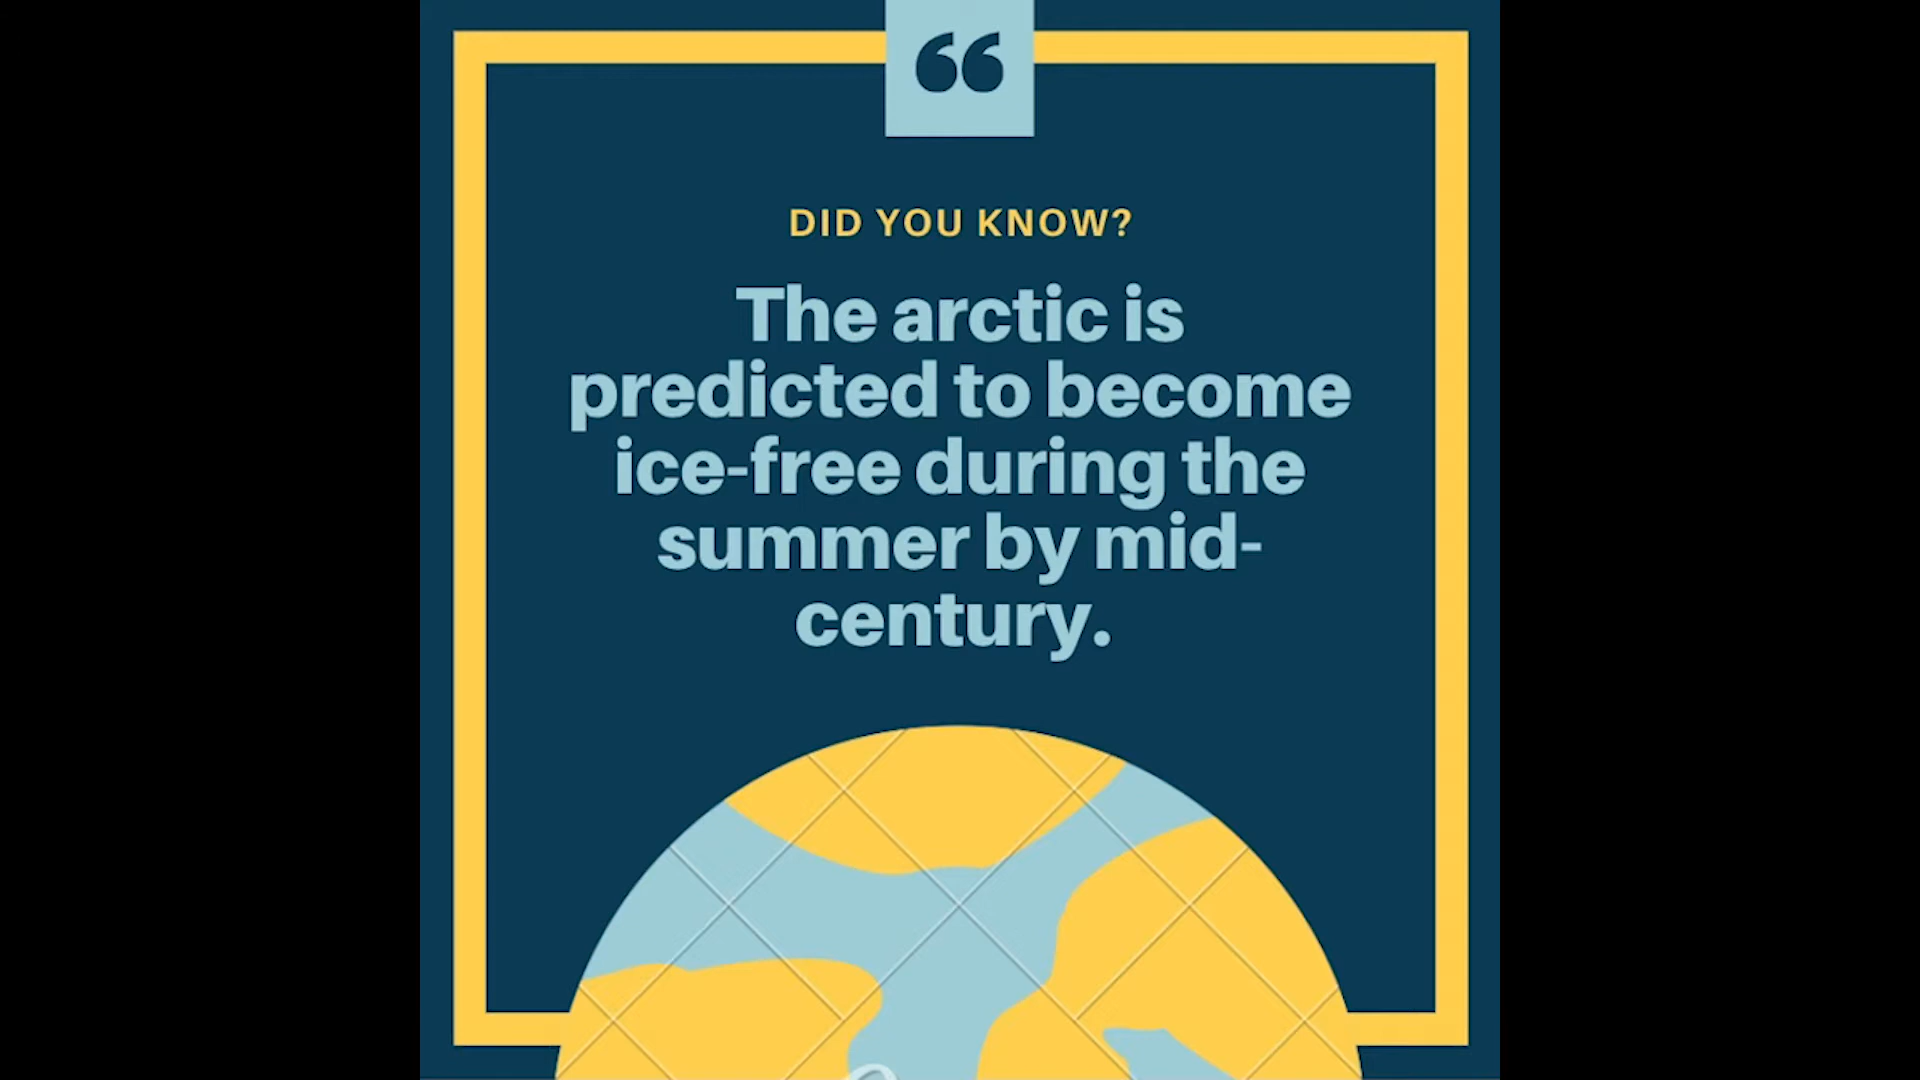 “
DID YOU KNOW?
The arctic is
predicted to become
ice-free during the
summer by mid-
century.